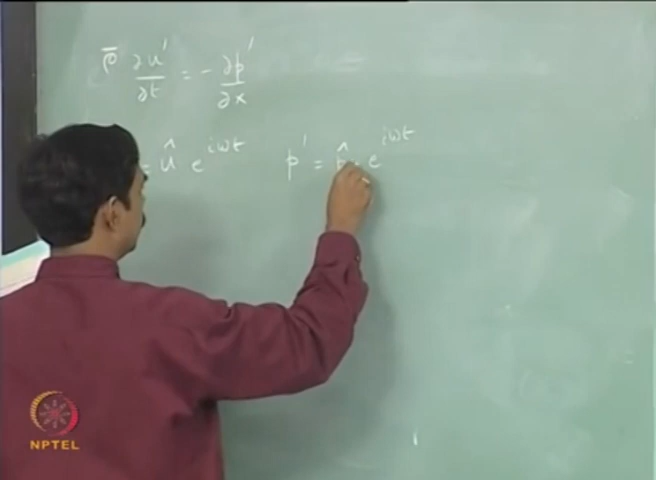 ρ̄ ∂u'/∂t = - ∂p'/∂x
= û e^{iωt} p' = p̂ e^{iωt}
NPTEL